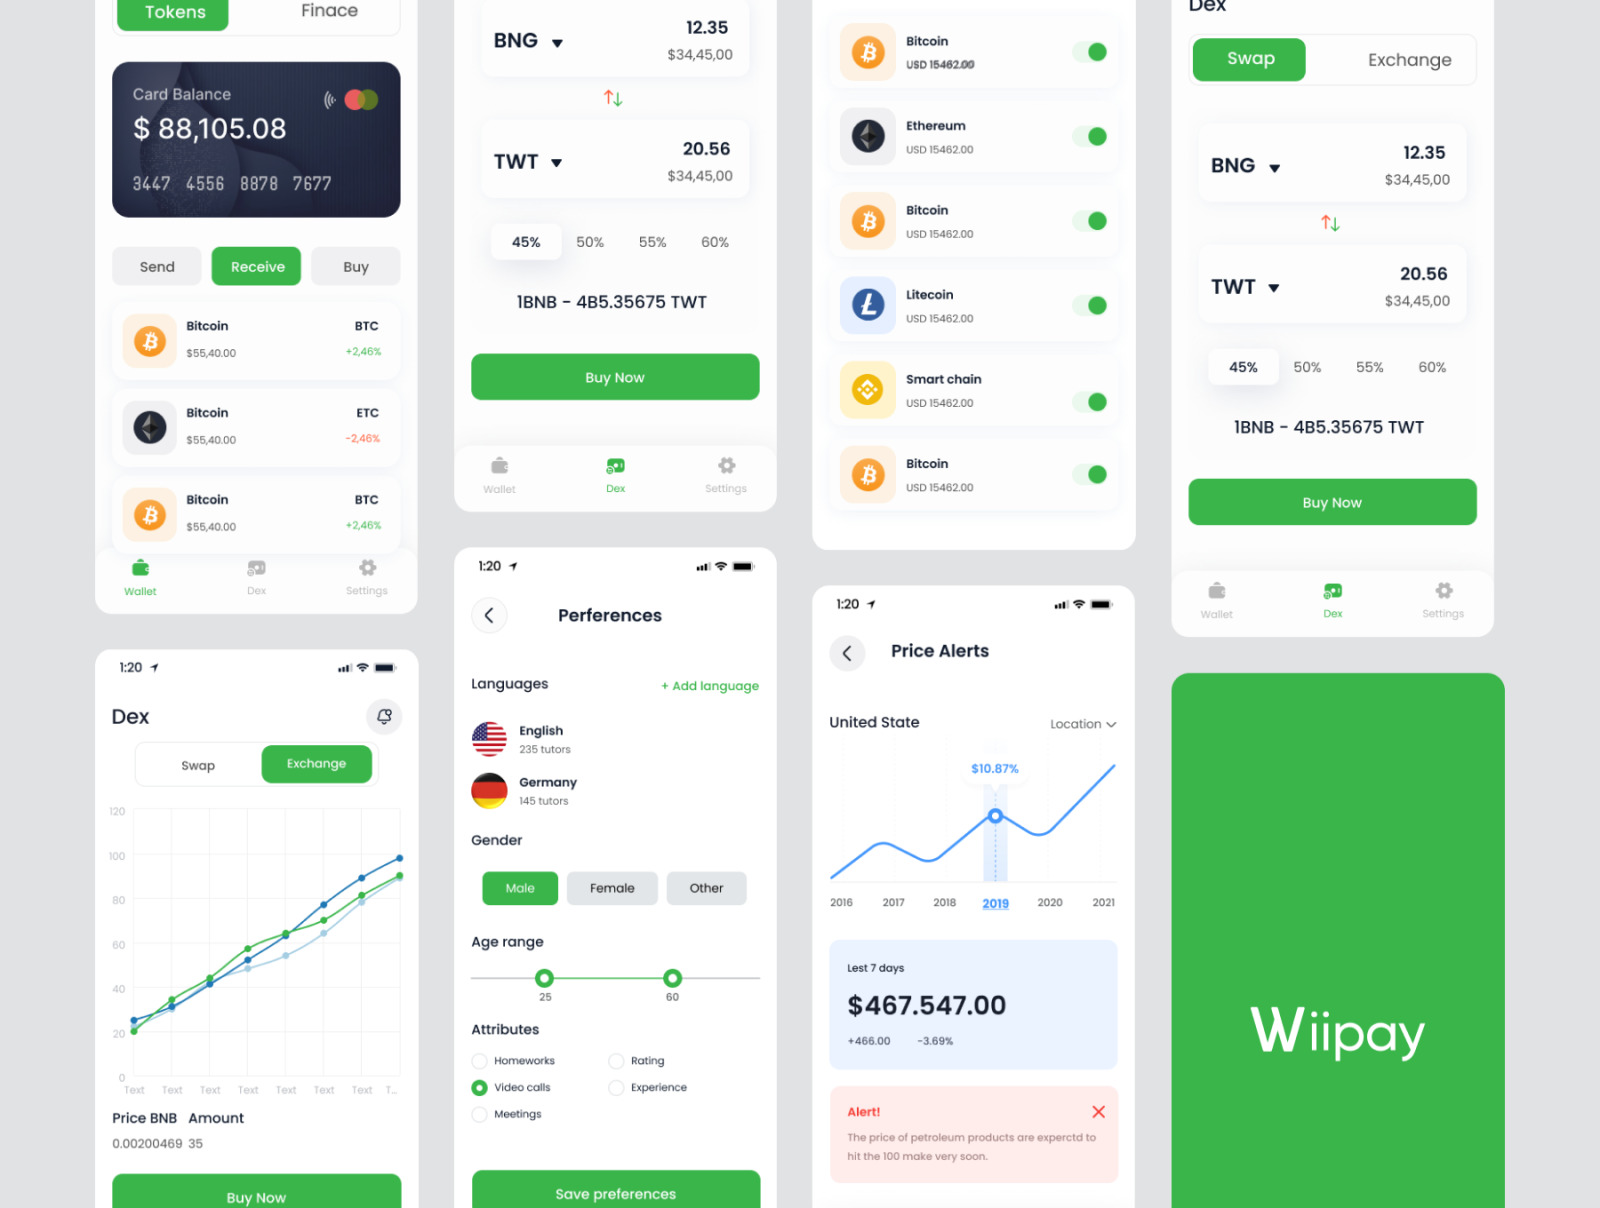 Tokens
Finace
Card Balance
$ 88,105.08
3447 4556 8878 7677
Send
Receive
Buy
Bitcoin
BTC
$55,40.00
+2,46%
Bitcoin
ETC
$55,40.00
-2,46%
Bitcoin
BTC
$55,40.00
+2,46%
Wallet
Dex
Settings
1:20
Dex
Swap
Exchange
120
100
80
60
40
20
0
Text Text Text Text Text Text Text T...
Price BNB Amount
0.00200469 35
Buy Now
BNG
12.35
$34,45,00
TWT
20.56
$34,45,00
45% 50% 55% 60%
1BNB - 4B5.35675 TWT
Buy Now
Wallet
Dex
Settings
1:20
Perferences
Languages
+ Add language
English
235 tutors
Germany
145 tutors
Gender
Male
Female
Other
Age range
25
60
Attributes
Homeworks
Rating
Video calls
Experience
Meetings
Save preferences
Bitcoin
USD 15462.00
Ethereum
USD 15462.00
Bitcoin
USD 15462.00
Litecoin
USD 15462.00
Smart chain
USD 15462.00
Bitcoin
USD 15462.00
1:20
Price Alerts
United State
Location
$10.87%
2016 2017 2018 2019 2020 2021
Last 7 days
$467.547.00
+466.00 -3.69%
Alert!
The price of petroleum products are experctd to
hit the 100 make very soon.
Dex
Swap
Exchange
BNG
12.35
$34,45,00
TWT
20.56
$34,45,00
45% 50% 55% 60%
1BNB - 4B5.35675 TWT
Buy Now
Wallet
Dex
Settings
Wiipay